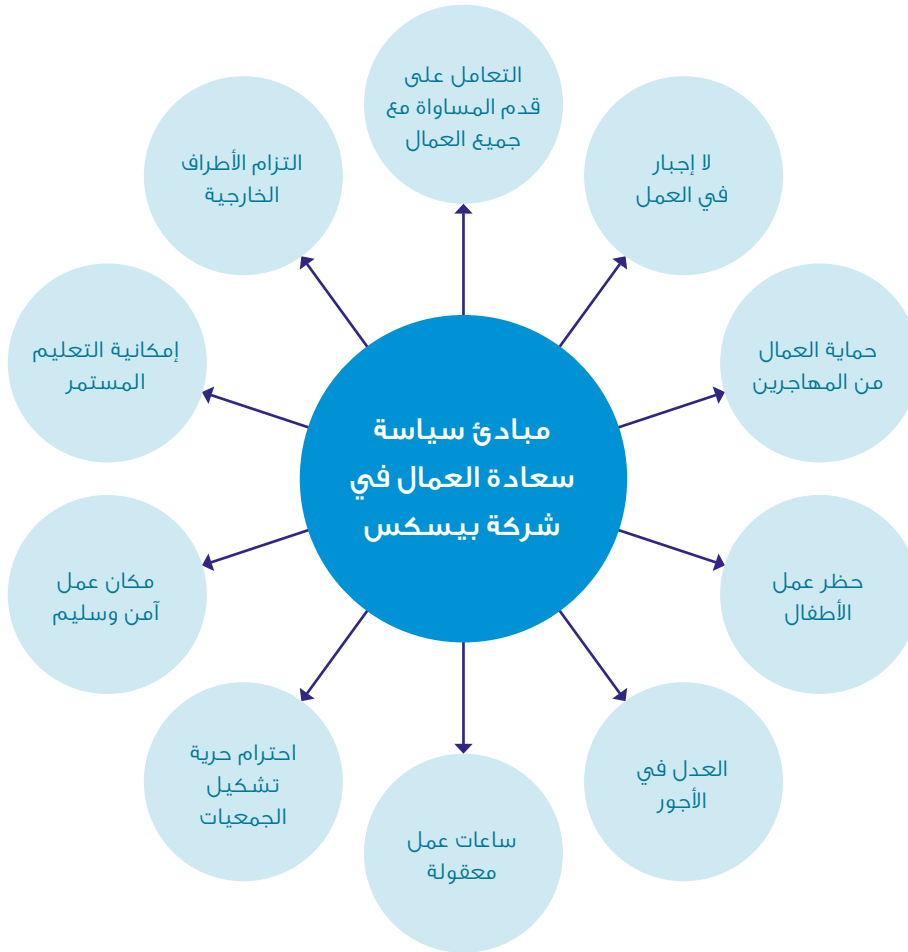 مبادئ سياسة
سعادة العمال في
شركة بيسكس
التعامل على
قدم المساواة مع
جميع العمال
لا إجبار
في العمل
حماية العمال
من المهاجرين
حظر عمل
الأطفال
العدل في
الأجور
ساعات عمل
معقولة
احترام حرية
تشكيل
الجمعيات
مكان عمل
آمن وسليم
إمكانية التعليم
المستمر
التزام الأطراف
الخارجية